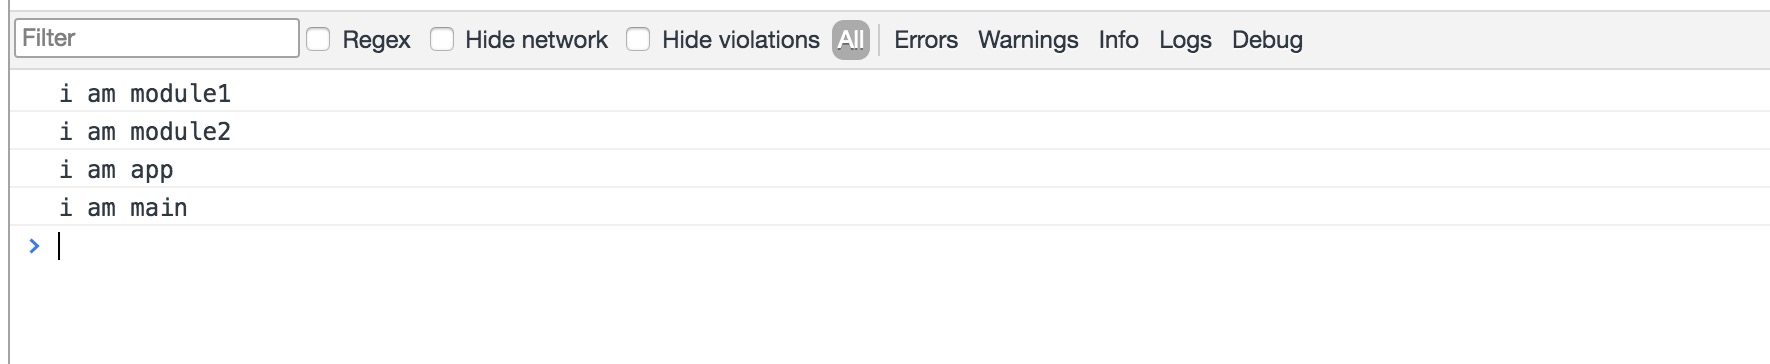 Filter Regex Hide network Hide violations All Errors Warnings Info Logs Debug
i am module1
i am module2
i am app
i am main
>